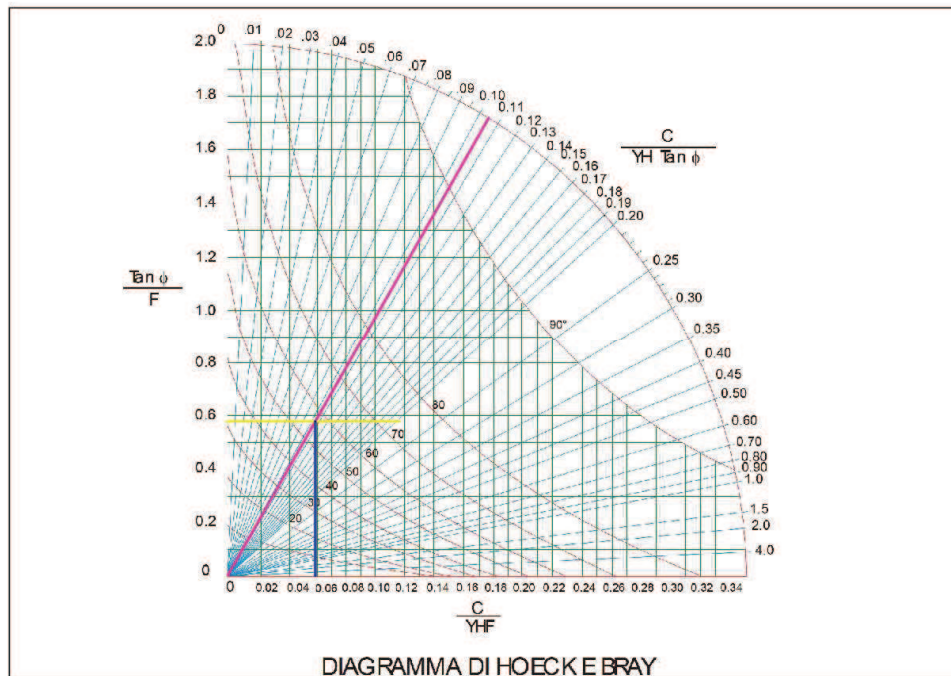 0 .01 .02 .03 .04 .05 .06 .07 .08 .09 0.10 0.11 0.12 0.13 0.14 0.15 0.16 0.17 0.18 0.19 0.20 0.25 0.30 0.35 0.40 0.45 0.50 0.60 0.70 0.80 0.90 1.0 1.5 2.0 4.0
C
YH Tan ϕ
2.0
1.8
1.6
1.4
1.2
1.0
0.8
0.6
0.4
0.2
0
Tan ϕ
F
90°
80
70
60
50
40
30
20
0 0.02 0.04 0.06 0.08 0.10 0.12 0.14 0.16 0.18 0.20 0.22 0.24 0.26 0.28 0.30 0.32 0.34
C
YHF
DIAGRAMMA DI HOECK E BRAY